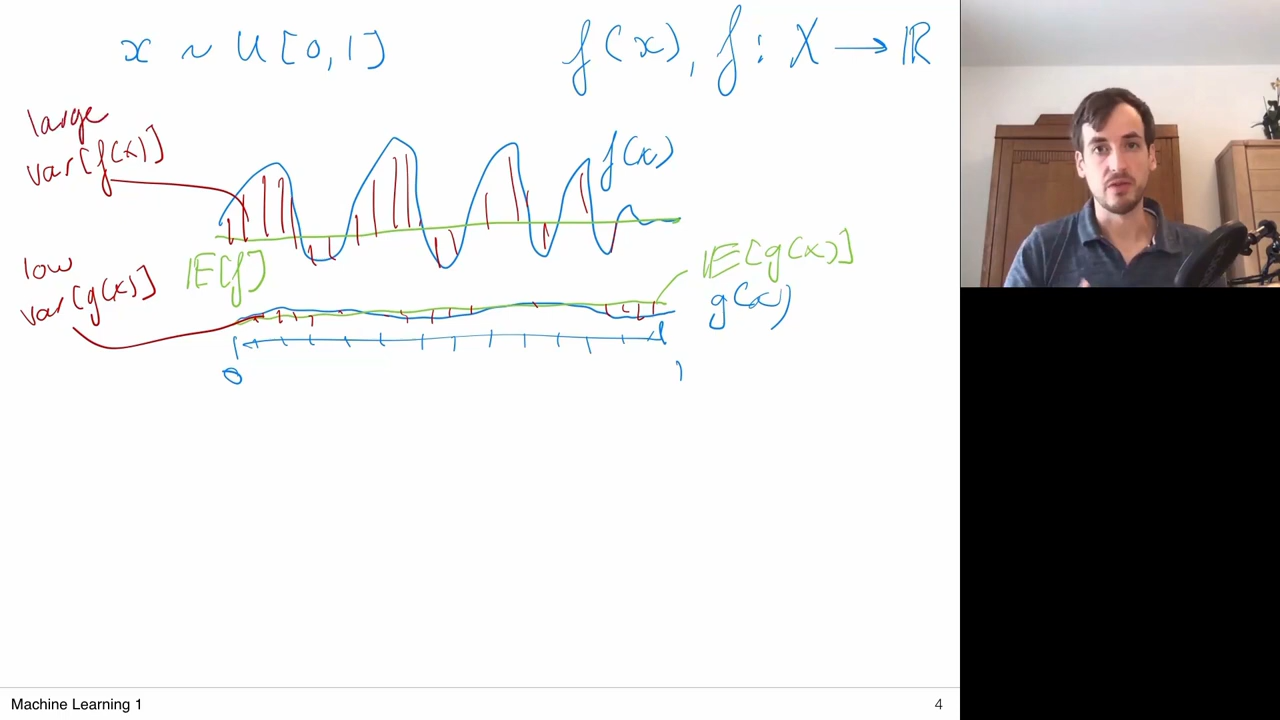 x ~ U[0,1]
f(x), f: X → ℝ
large
var[f(x)]
f(x)
𝔼[f]
low
var[g(x)]
𝔼[g(x)]
g(x)
0
1
Machine Learning 1
4